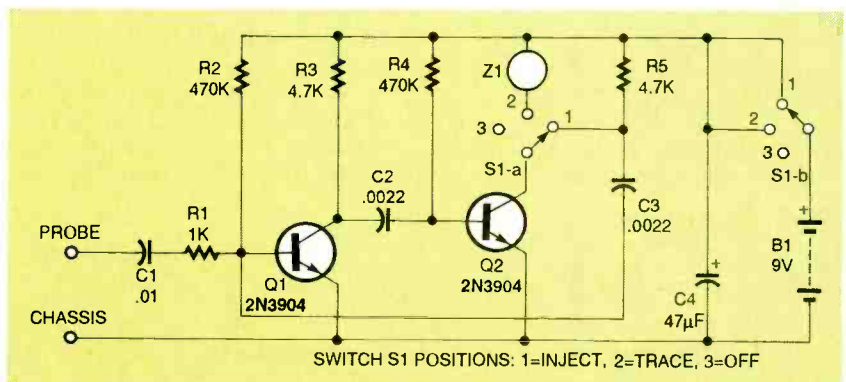 R2
470K
R3
4.7K
R4
470K
Z1
2
3
1
S1-a
R5
4.7K
1
2
3
S1-b
C2
.0022
C3
.0022
PROBE
R1
1K
C1
.01
Q1
2N3904
Q2
2N3904
+
C4
47µF
+
B1
9V
CHASSIS
SWITCH S1 POSITIONS: 1=INJECT, 2=TRACE, 3=OFF